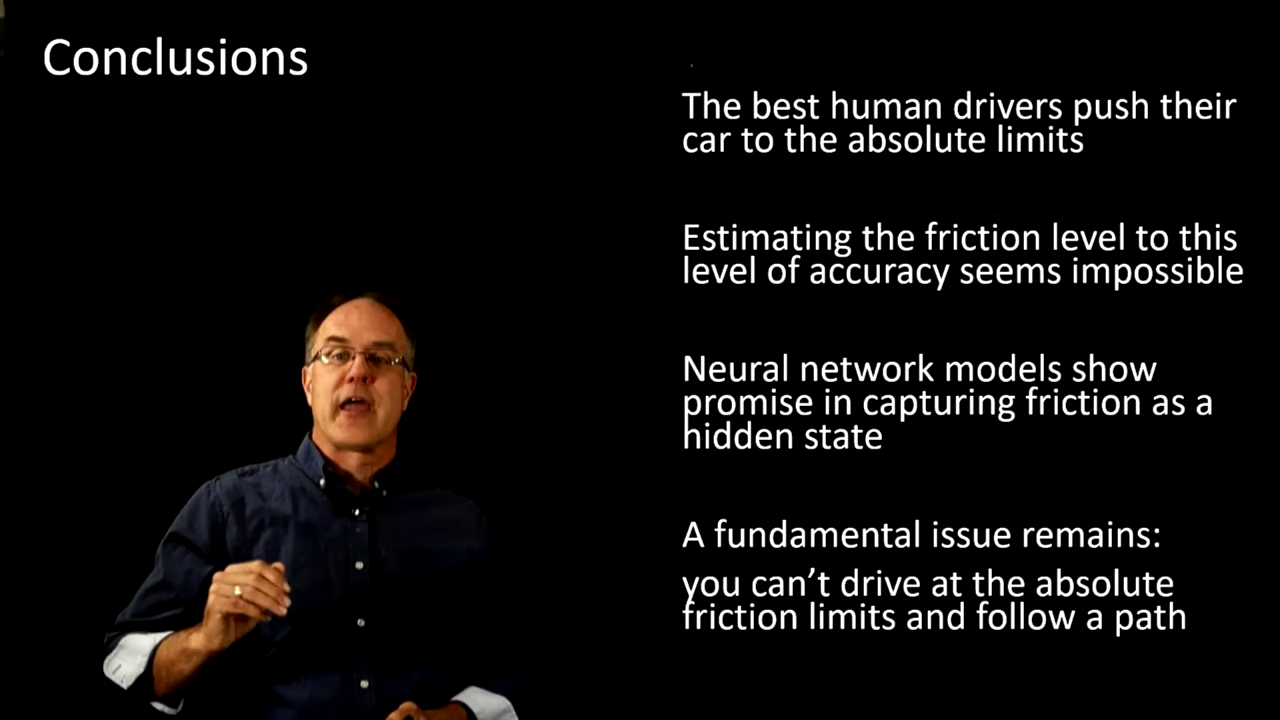 Conclusions
The best human drivers push their
car to the absolute limits
Estimating the friction level to this
level of accuracy seems impossible
Neural network models show
promise in capturing friction as a
hidden state
A fundamental issue remains:
you can’t drive at the absolute
friction limits and follow a path